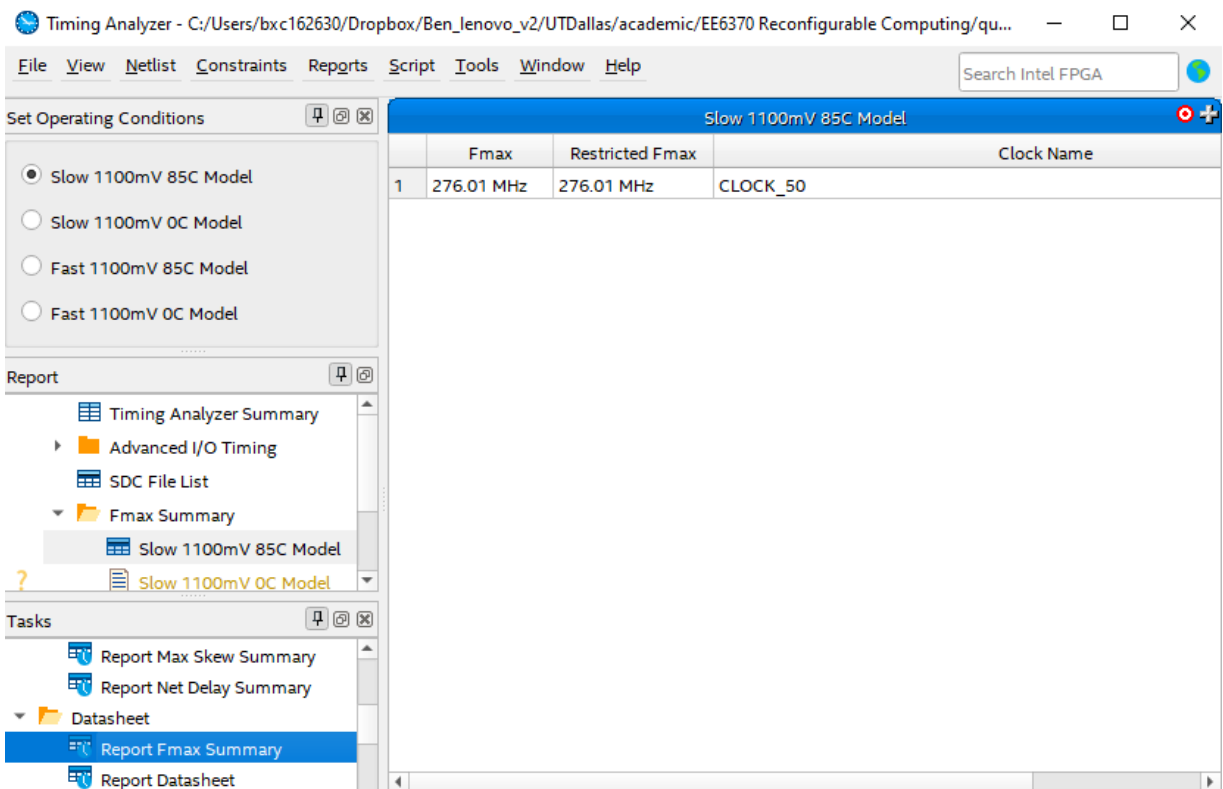 Timing Analyzer - C:/Users/bxc162630/Dropbox/Ben_lenovo_v2/UTDallas/academic/EE6370 Reconfigurable Computing/qu...
File View Netlist Constraints Reports Script Tools Window Help
Search Intel FPGA
Set Operating Conditions
Slow 1100mV 85C Model
Slow 1100mV 0C Model
Fast 1100mV 85C Model
Fast 1100mV 0C Model
Report
Timing Analyzer Summary
Advanced I/O Timing
SDC File List
Fmax Summary
Slow 1100mV 85C Model
? Slow 1100mV 0C Model
Tasks
Report Max Skew Summary
Report Net Delay Summary
Datasheet
Report Fmax Summary
Report Datasheet
Slow 1100mV 85C Model
Fmax Restricted Fmax Clock Name
1 276.01 MHz 276.01 MHz CLOCK_50